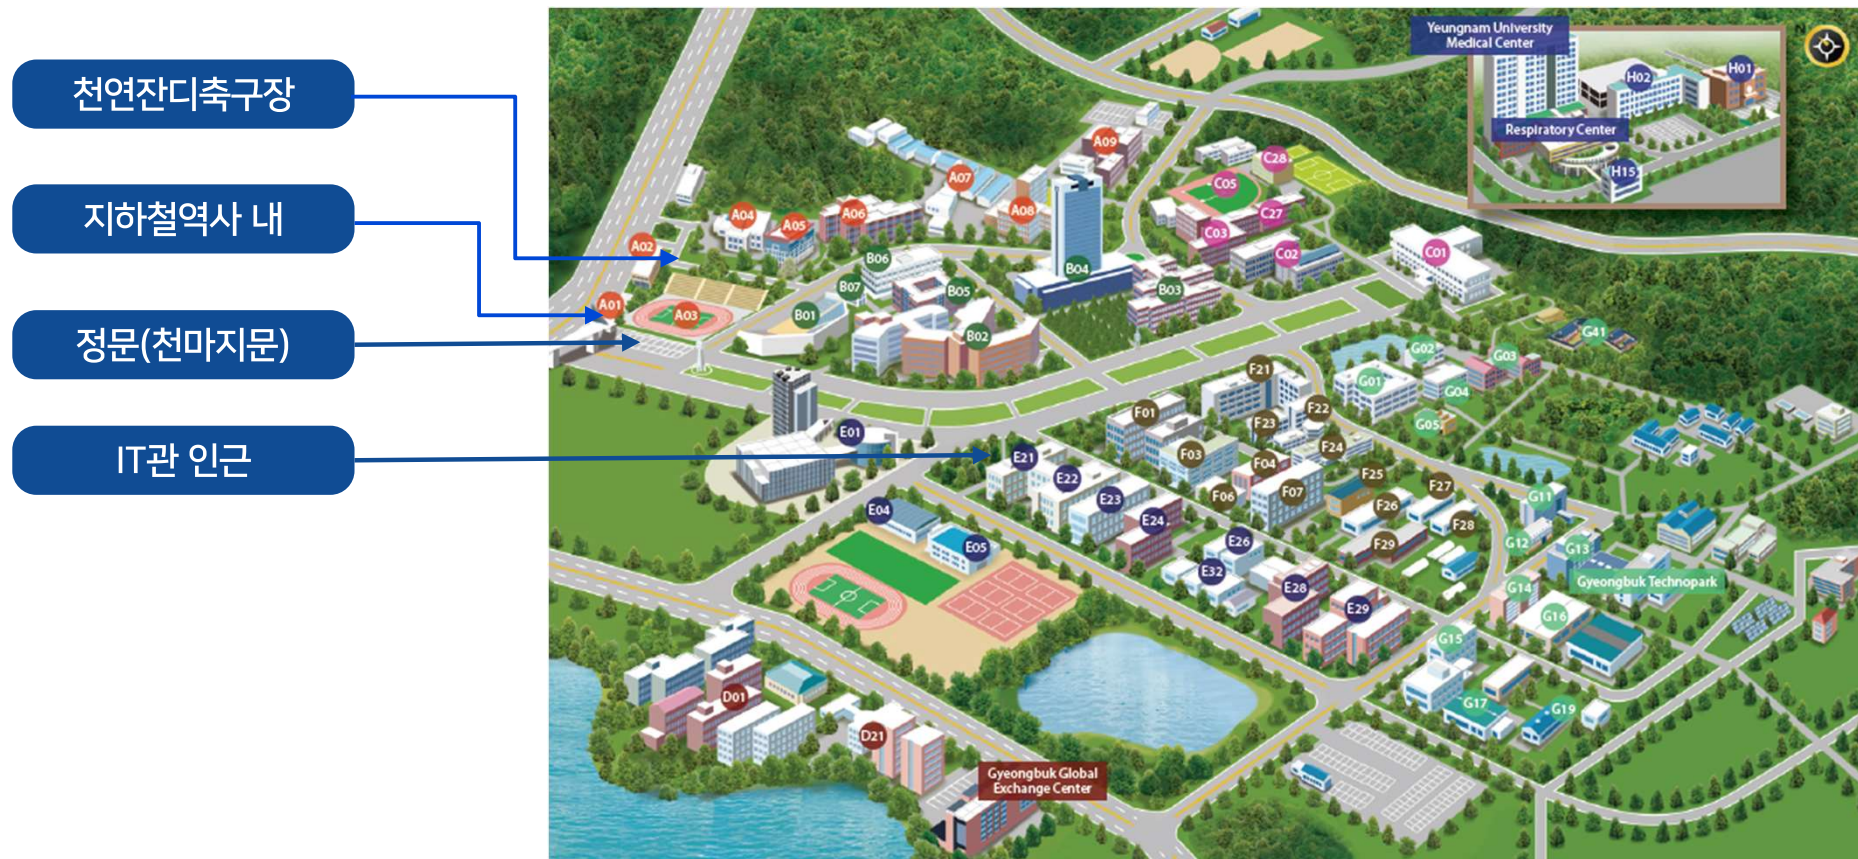 천연잔디축구장
지하철역사 내
정문(천마지문)
IT관 인근
Yeungnam University
Medical Center
H02
H01
Respiratory Center
H15
A09
A07
A08
A04
A05
A06
A02
A01
A03
B06
B07
B05
B04
B01
B02
B03
C28
C05
C27
C03
C02
C01
G41
G02
G03
G01
G04
G05
F21
F22
F01
F23
F24
F03
F04
F25
F06
F07
F26
F27
F28
F29
E01
E21
E22
E23
E24
E04
E05
E26
E32
E28
E29
G11
G12
G13
Gyeongbuk Technopark
G14
G16
G15
G17
G19
D01
D21
Gyeongbuk Global
Exchange Center